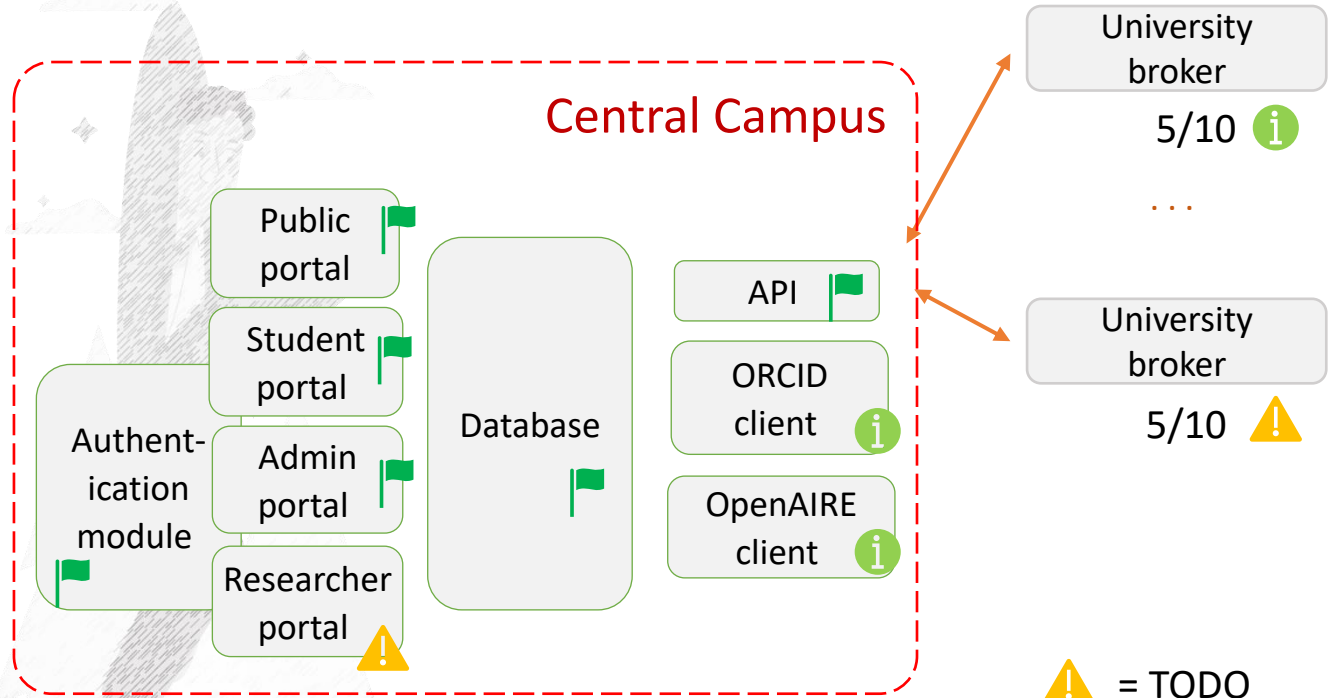 Central Campus
Public
portal
Student
portal
Authent-
ication
module
Admin
portal
Researcher
portal
Database
API
ORCID
client
OpenAIRE
client
University
broker
5/10
. . .
University
broker
5/10
= TODO